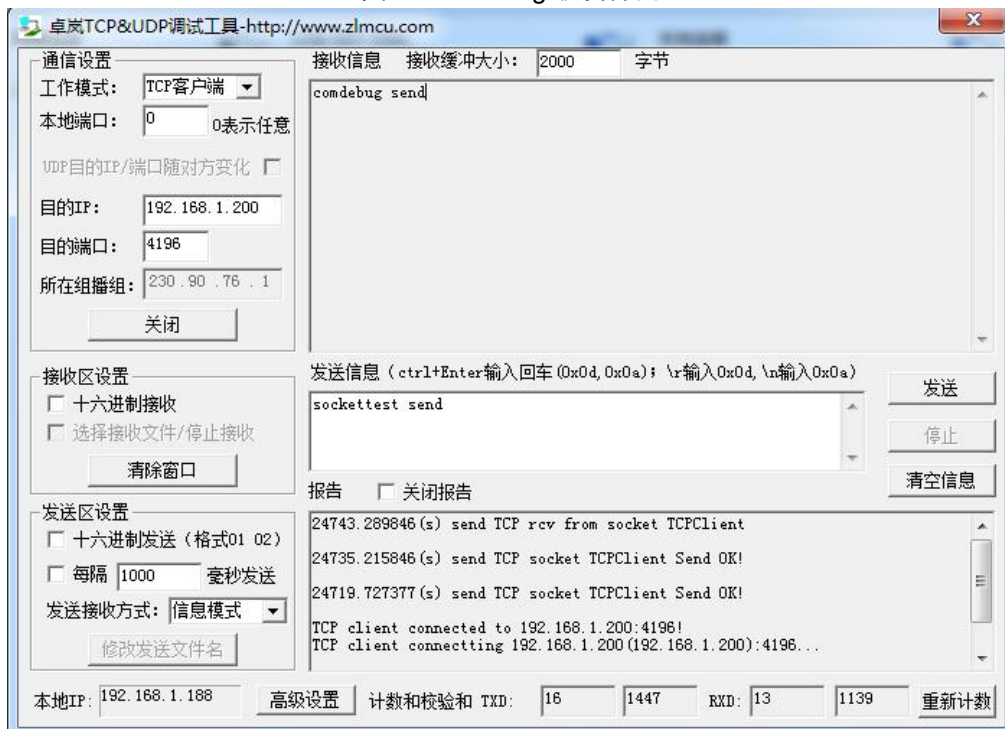 卓岚TCP&UDP调试工具-http://www.zlmcu.com
通信设置
工作模式: TCP客户端
本地端口: 0 0表示任意
UDP目的IP/端口随对方变化
目的IP: 192.168.1.200
目的端口: 4196
所在组播组: 230.90.76.1
关闭
接收区设置
十六进制接收
选择接收文件/停止接收
清除窗口
发送区设置
十六进制发送(格式01 02)
每隔 1000 毫秒发送
发送接收方式: 信息模式
修改发送文件名
接收信息 接收缓冲大小: 2000 字节
comdebug send
发送信息(ctrl+Enter输入回车(0x0d,0x0a); \r输入0x0d,\n输入0x0a)
sockettest send
发送
停止
清空信息
报告 关闭报告
24743.289846(s) send TCP rcv from socket TCPClient
24735.215846(s) send TCP socket TCPClient Send OK!
24719.727377(s) send TCP socket TCPClient Send OK!
TCP client connected to 192.168.1.200:4196!
TCP client connectting 192.168.1.200(192.168.1.200):4196...
本地IP: 192.168.1.188 高级设置 计数和校验和 TXD: 16 1447 RXD: 13 1139 重新计数